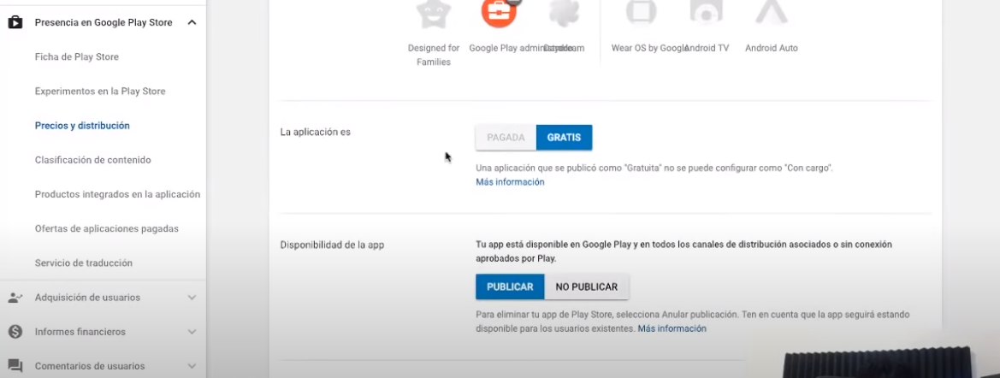 Presencia en Google Play Store
Ficha de Play Store
Experimentos en la Play Store
Precios y distribución
Clasificación de contenido
Productos integrados en la aplicación
Ofertas de aplicaciones pagadas
Servicio de traducción
Adquisición de usuarios
Informes financieros
Comentarios de usuarios
Designed for
Families
Google Play
Wear OS by Google
Android TV
Android Auto
La aplicación es
PAGADA
GRATIS
Una aplicación que se publicó como "Gratuita" no se puede configurar como "Con cargo".
Más información
Disponibilidad de la app
Tu app está disponible en Google Play y en todos los canales de distribución asociados o sin conexión
aprobados por Play.
PUBLICAR
NO PUBLICAR
Para eliminar tu app de Play Store, selecciona Anular publicación. Ten en cuenta que la app seguirá estando
disponible para los usuarios existentes. Más información